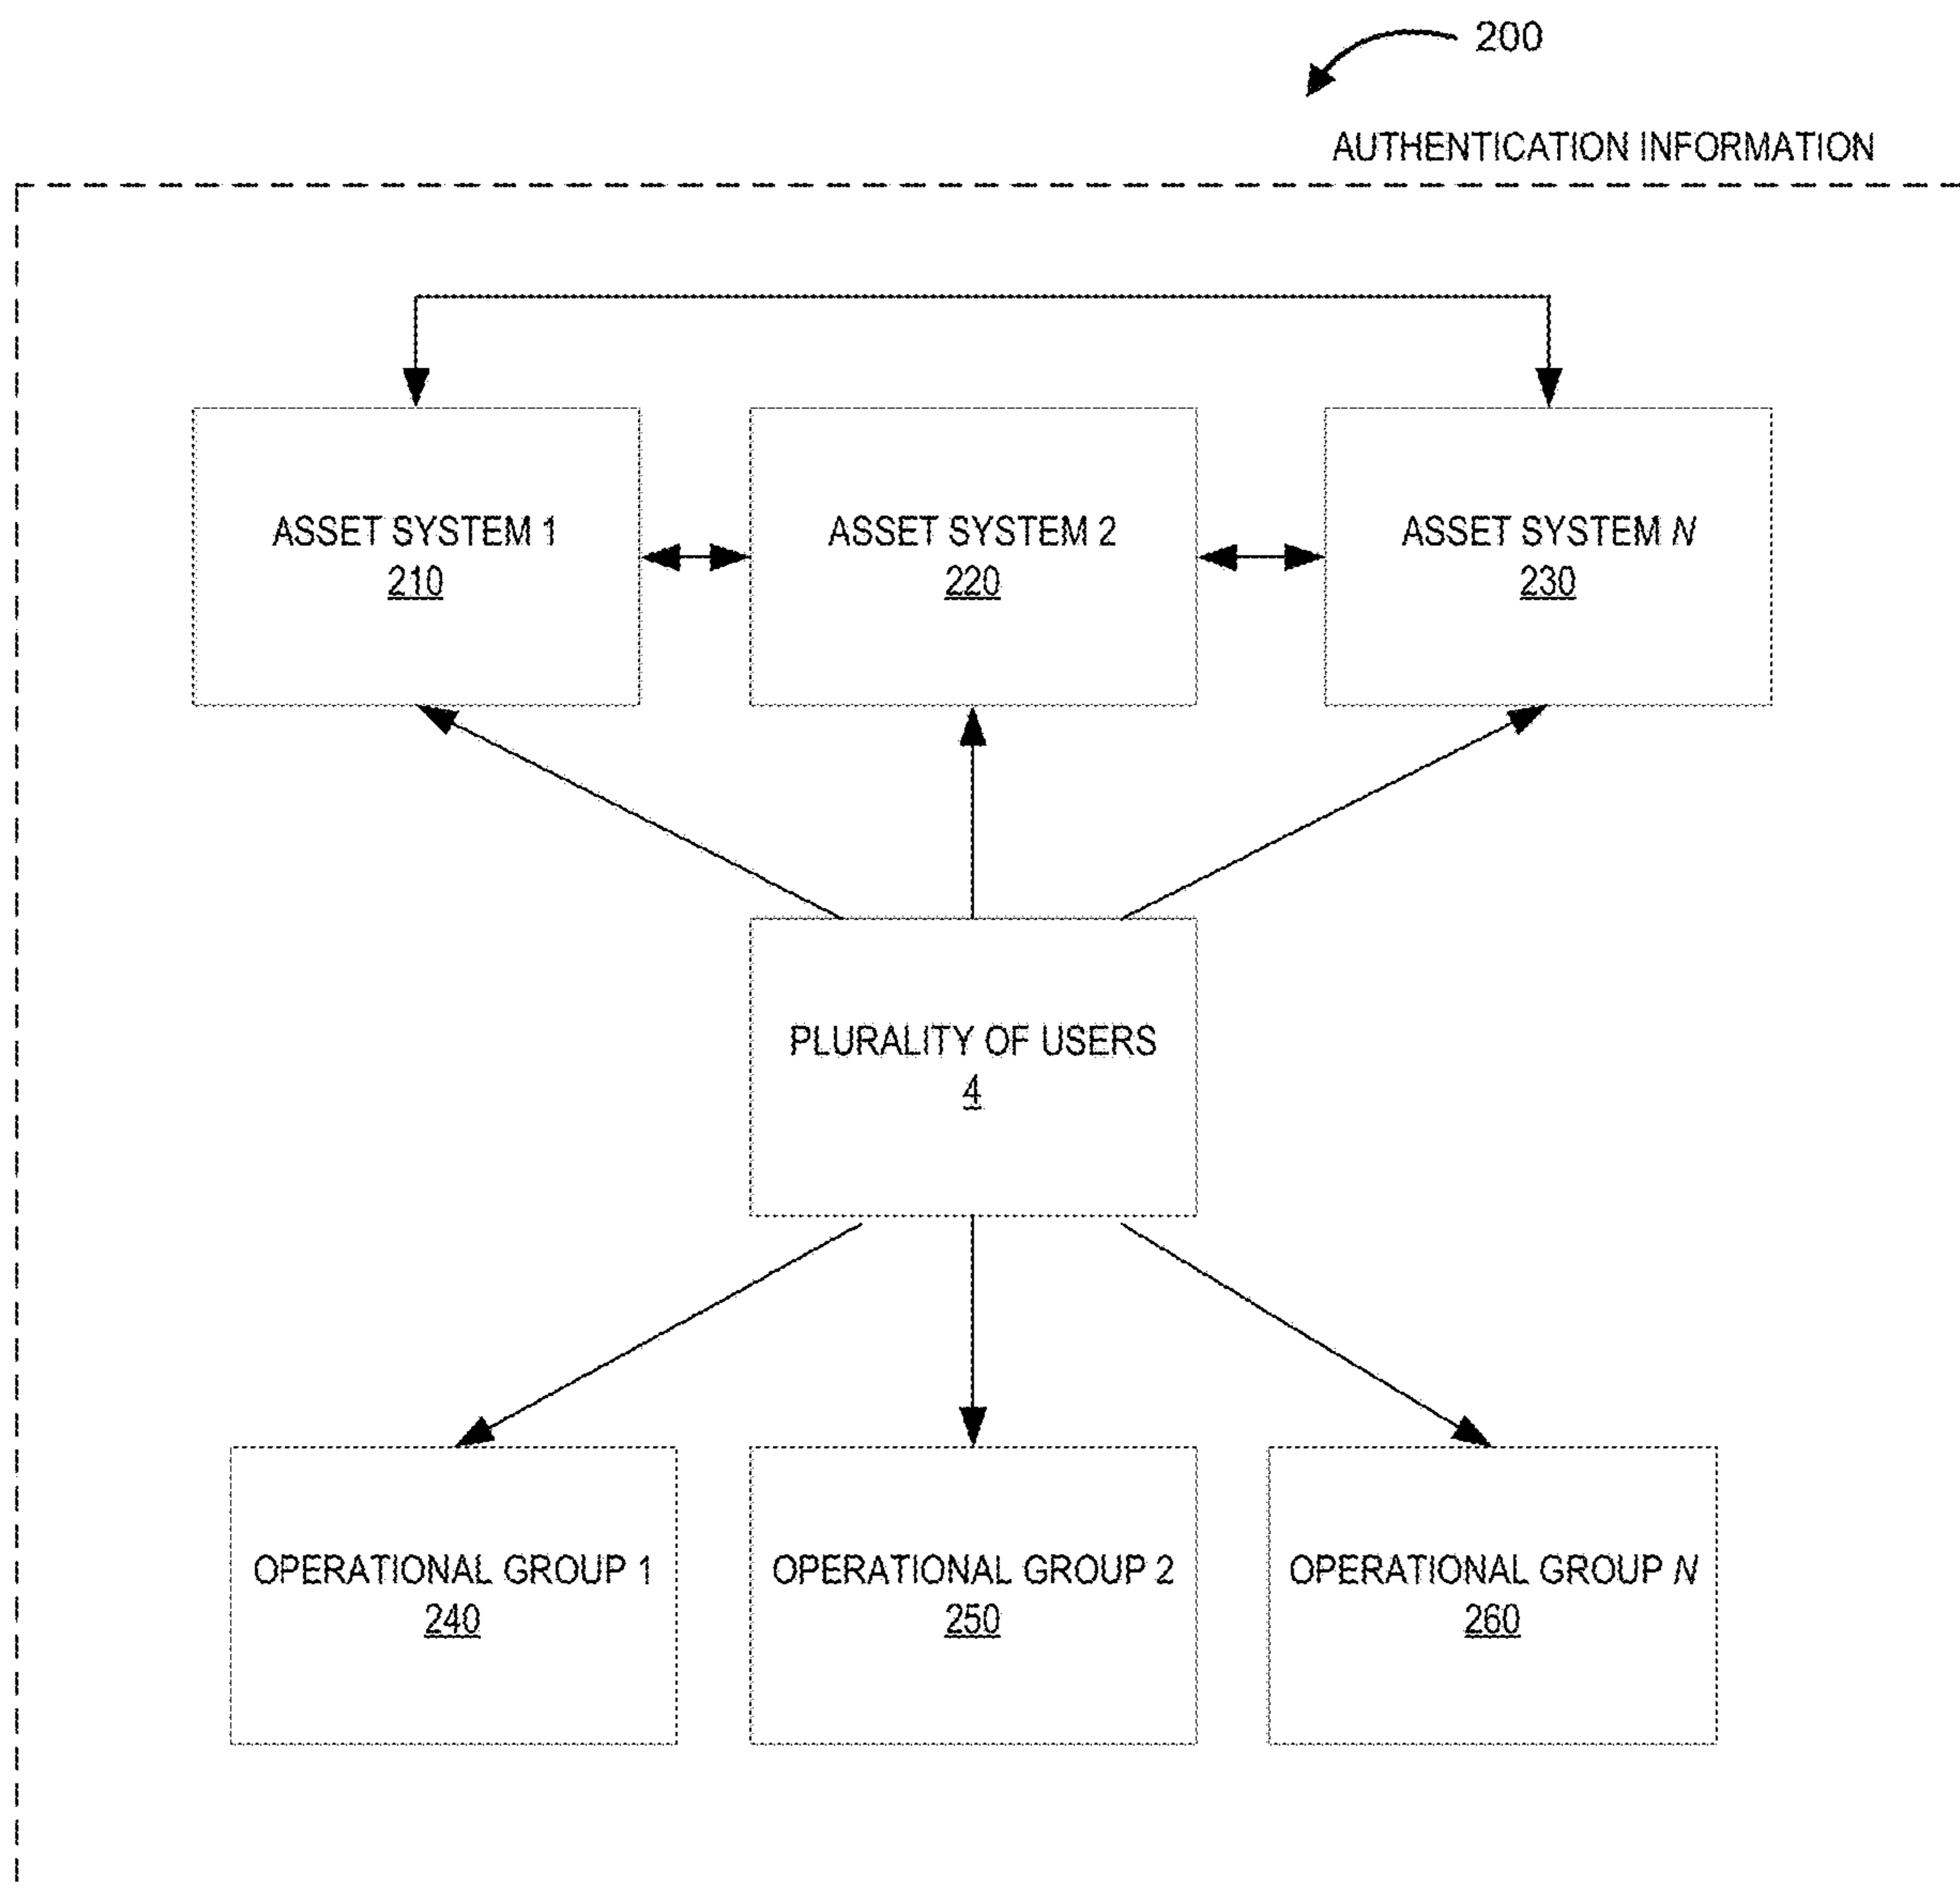 200
AUTHENTICATION INFORMATION
ASSET SYSTEM 1
210
ASSET SYSTEM 2
220
ASSET SYSTEM N
230
PLURALITY OF USERS
4
OPERATIONAL GROUP 1
240
OPERATIONAL GROUP 2
250
OPERATIONAL GROUP N
260